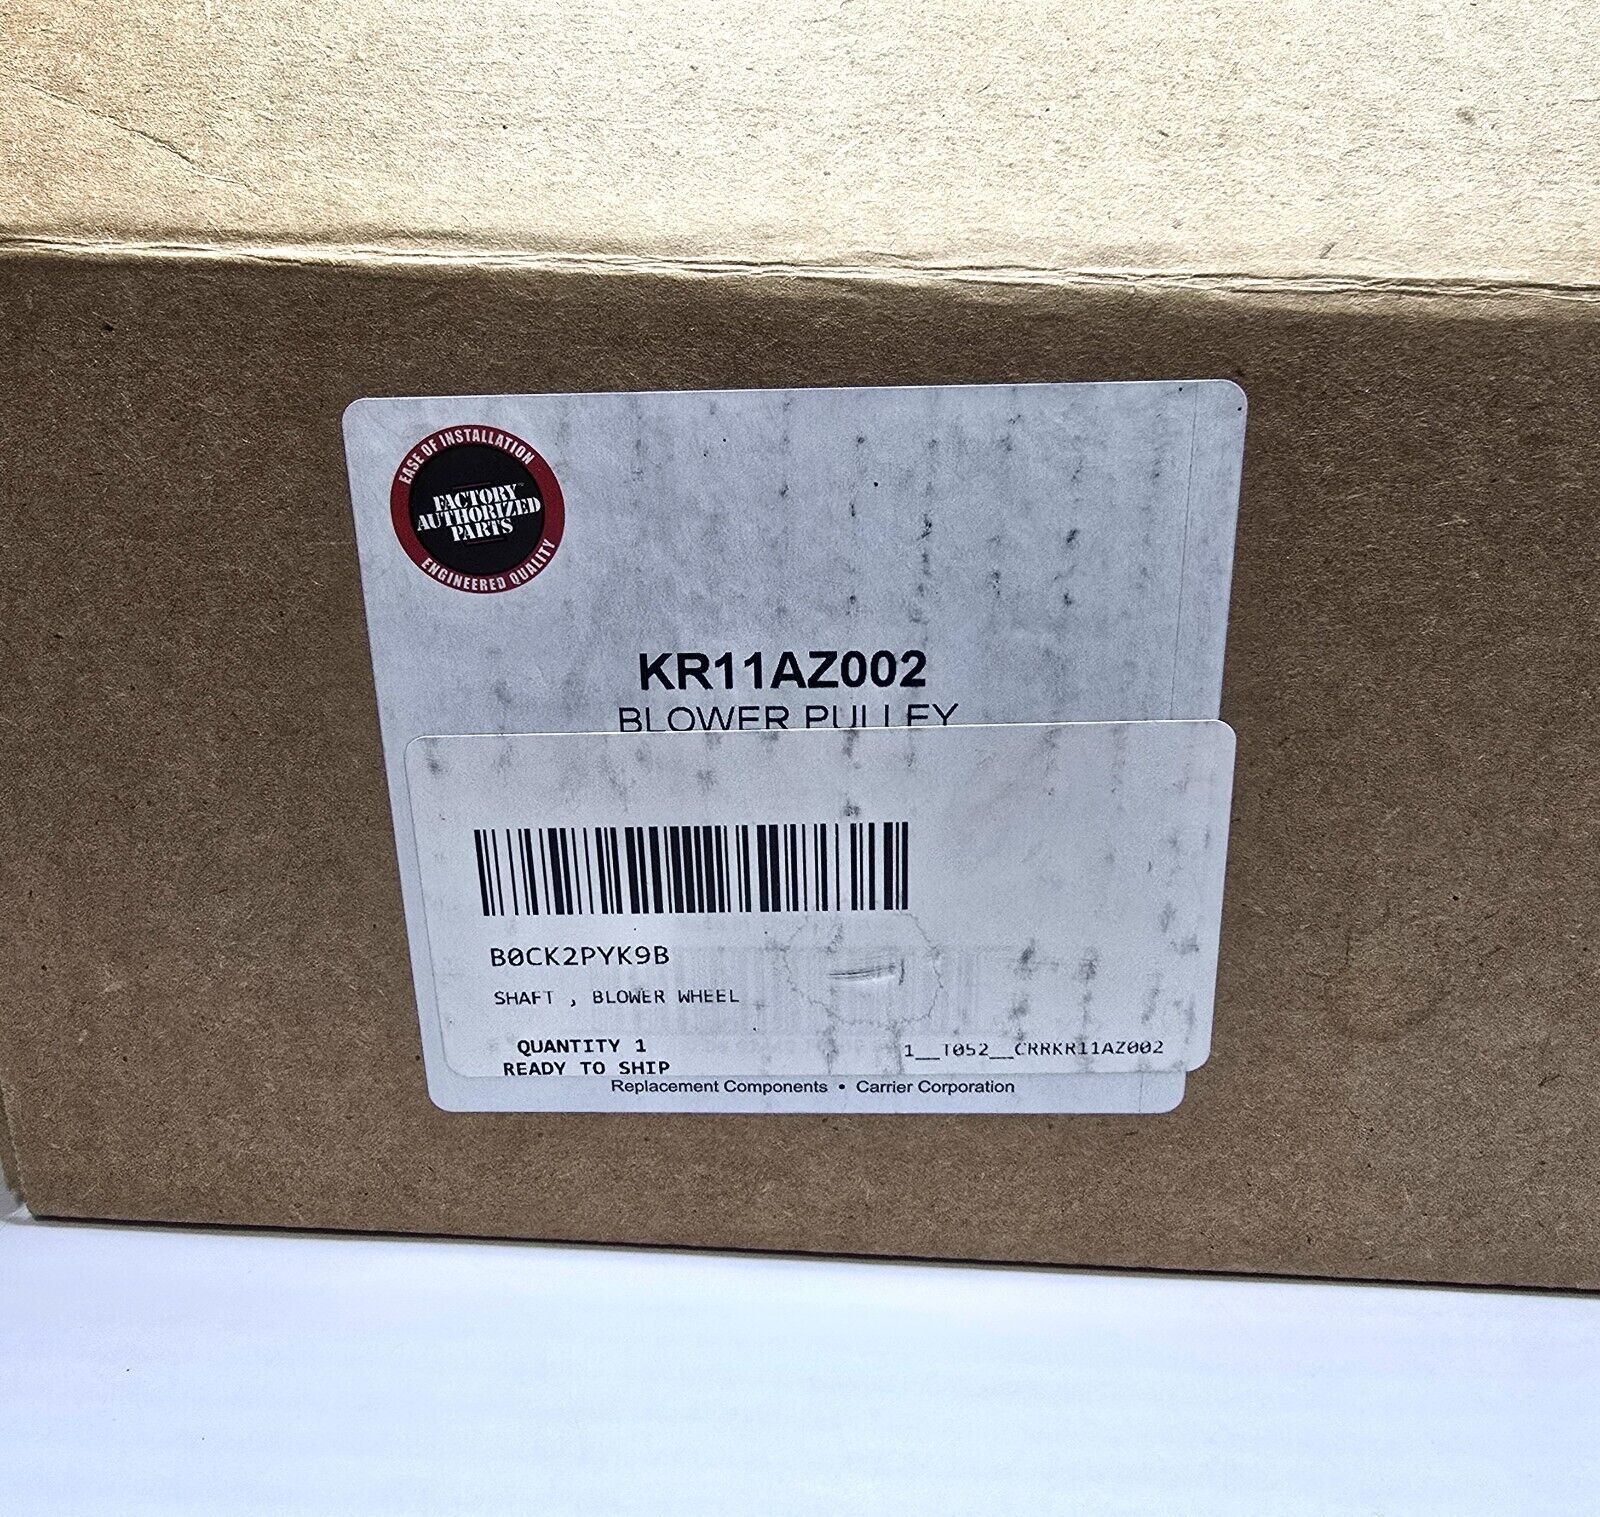 EASE OF INSTALLATION
FACTORY™
AUTHORIZED
PARTS
ENGINEERED QUALITY
KR11AZ002
BLOWER PULLEY
B0CK2PYK9B
SHAFT , BLOWER WHEEL
QUANTITY 1
READY TO SHIP
1__T052__CRRKR11AZ002
Replacement Components • Carrier Corporation